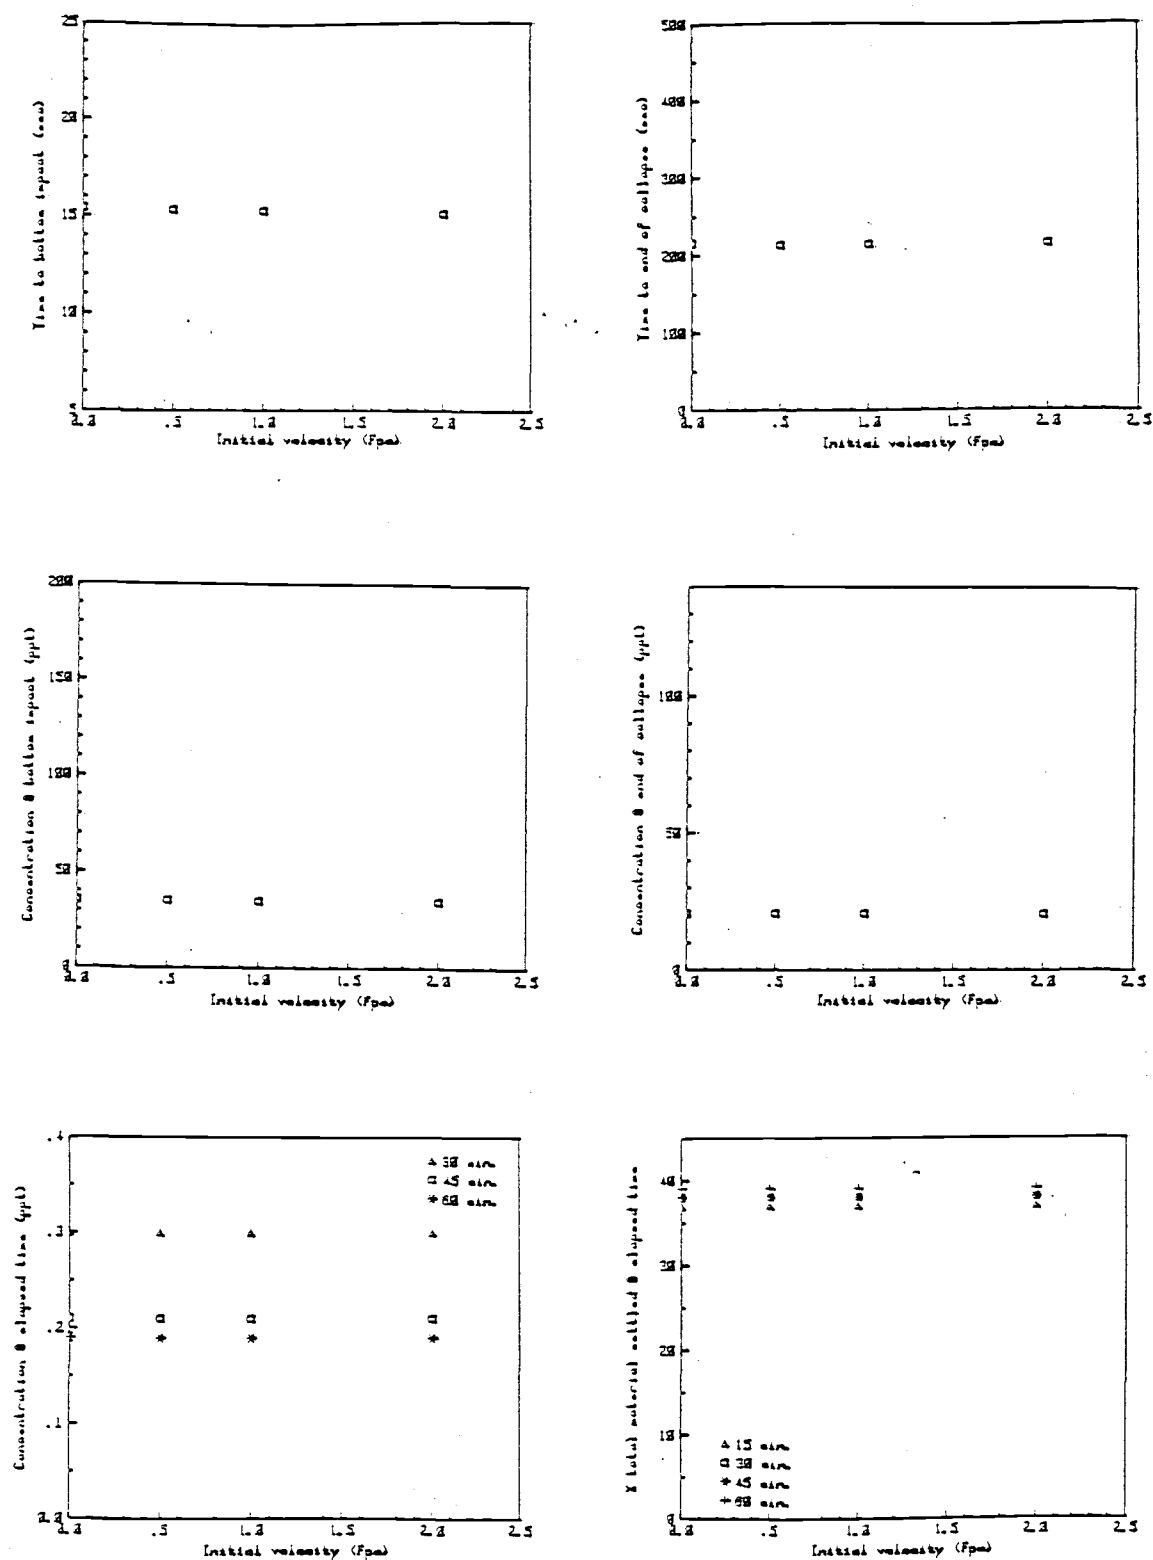 25
20
15
10
5
0.0 .5 1.0 1.5 2.0 2.5
Time to bottom impact (sec)
Initial velocity (Fps)
500
400
300
200
100
0
0.0 .5 1.0 1.5 2.0 2.5
Time to end of collapse (sec)
Initial velocity (Fps)
200
150
100
50
0
0.0 .5 1.0 1.5 2.0 2.5
Concentration @ bottom impact (ppt)
Initial velocity (Fps)
100
50
0
0.0 .5 1.0 1.5 2.0 2.5
Concentration @ end of collapse (ppt)
Initial velocity (Fps)
.4
.3
.2
.1
0.0
0.0 .5 1.0 1.5 2.0 2.5
Concentration @ elapsed time (ppt)
30 min.
45 min.
60 min.
Initial velocity (Fps)
40
30
20
10
0
0.0 .5 1.0 1.5 2.0 2.5
% total material settled @ elapsed time
15 min.
30 min.
45 min.
60 min.
Initial velocity (Fps)